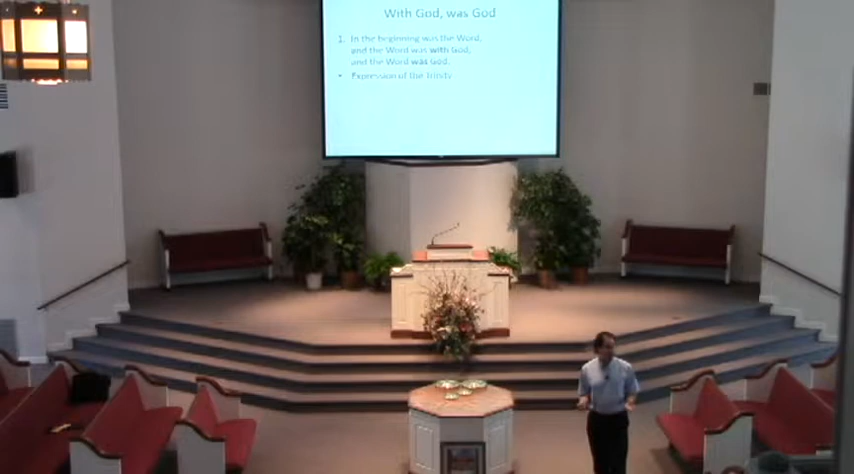 With God, was God
1. In the beginning was the Word,
and the Word was with God,
and the Word was God.
• Expression of the Trinity